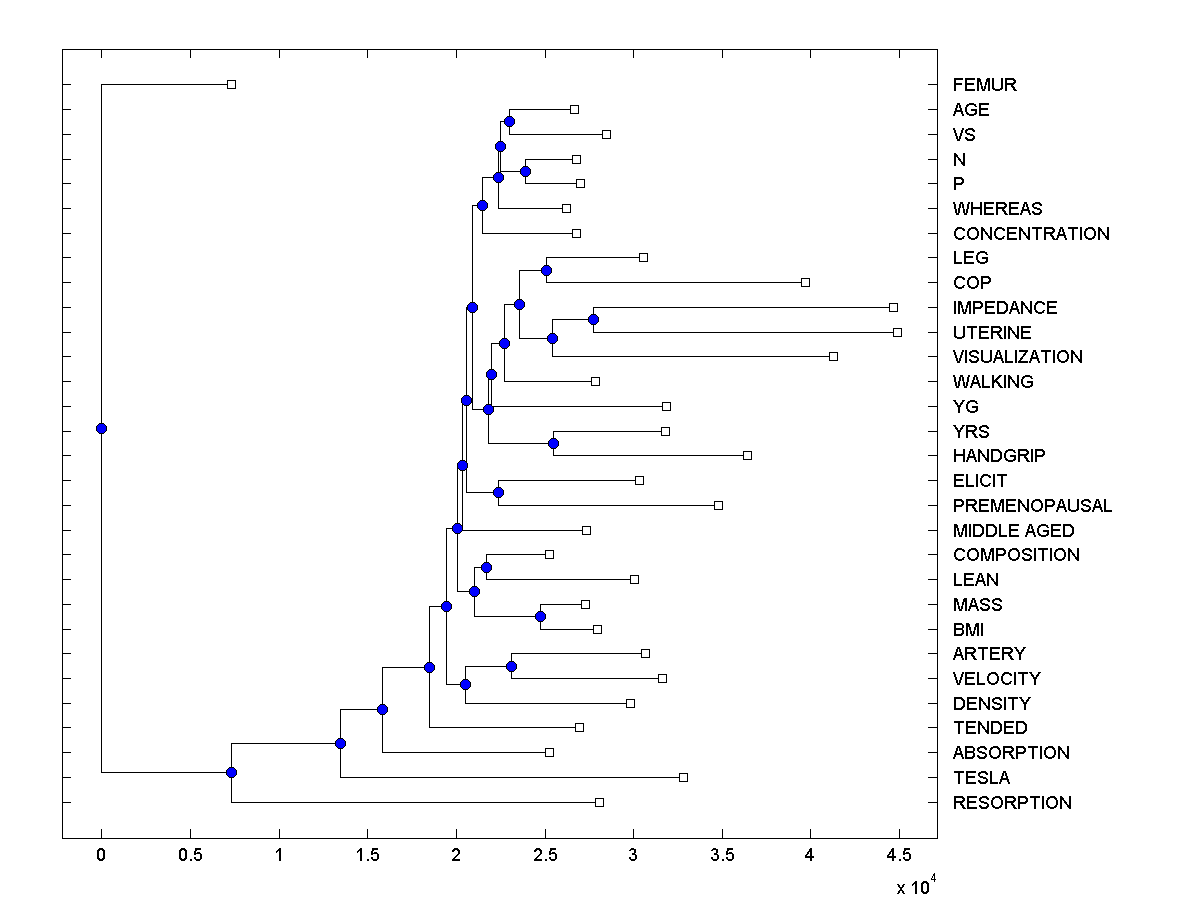 FEMUR
AGE
VS
N
P
WHEREAS
CONCENTRATION
LEG
COP
IMPEDANCE
UTERINE
VISUALIZATION
WALKING
YG
YRS
HANDGRIP
ELICIT
PREMENOPAUSAL
MIDDLE AGED
COMPOSITION
LEAN
MASS
BMI
ARTERY
VELOCITY
DENSITY
TENDED
ABSORPTION
TESLA
RESORPTION
0 0.5 1 1.5 2 2.5 3 3.5 4 4.5
x 10^4